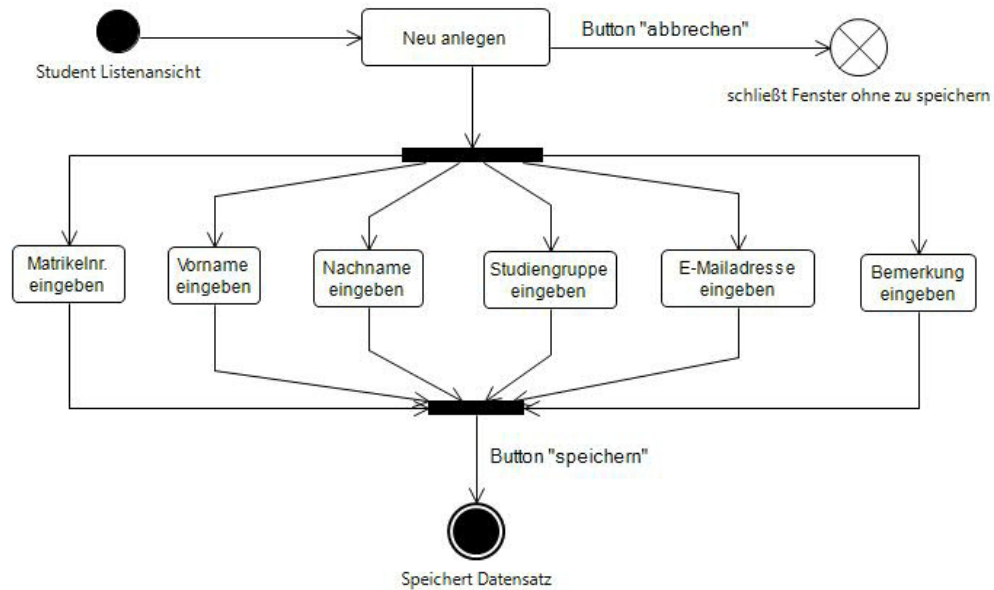 Neu anlegen
Button "abbrechen"
Student Listenansicht
schließt Fenster ohne zu speichern
Matrikelnr.
eingeben
Vorname
eingeben
Nachname
eingeben
Studiengruppe
eingeben
E-Mailadresse
eingeben
Bemerkung
eingeben
Button "speichern"
Speichert Datensatz